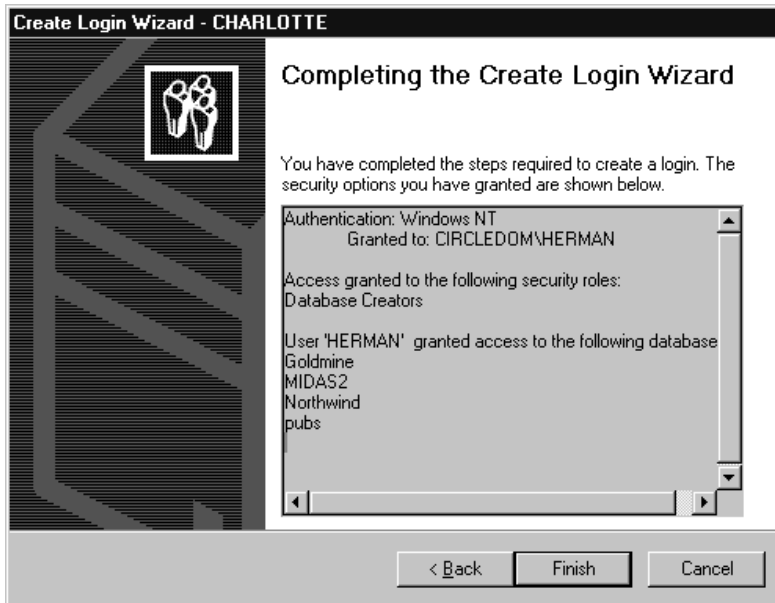 Create Login Wizard - CHARLOTTE
Completing the Create Login Wizard
You have completed the steps required to create a login. The
security options you have granted are shown below.
Authentication: Windows NT
Granted to: CIRCLEDOM\HERMAN
Access granted to the following security roles:
Database Creators
User 'HERMAN' granted access to the following database
Goldmine
MIDAS2
Northwind
pubs
< Back
Finish
Cancel